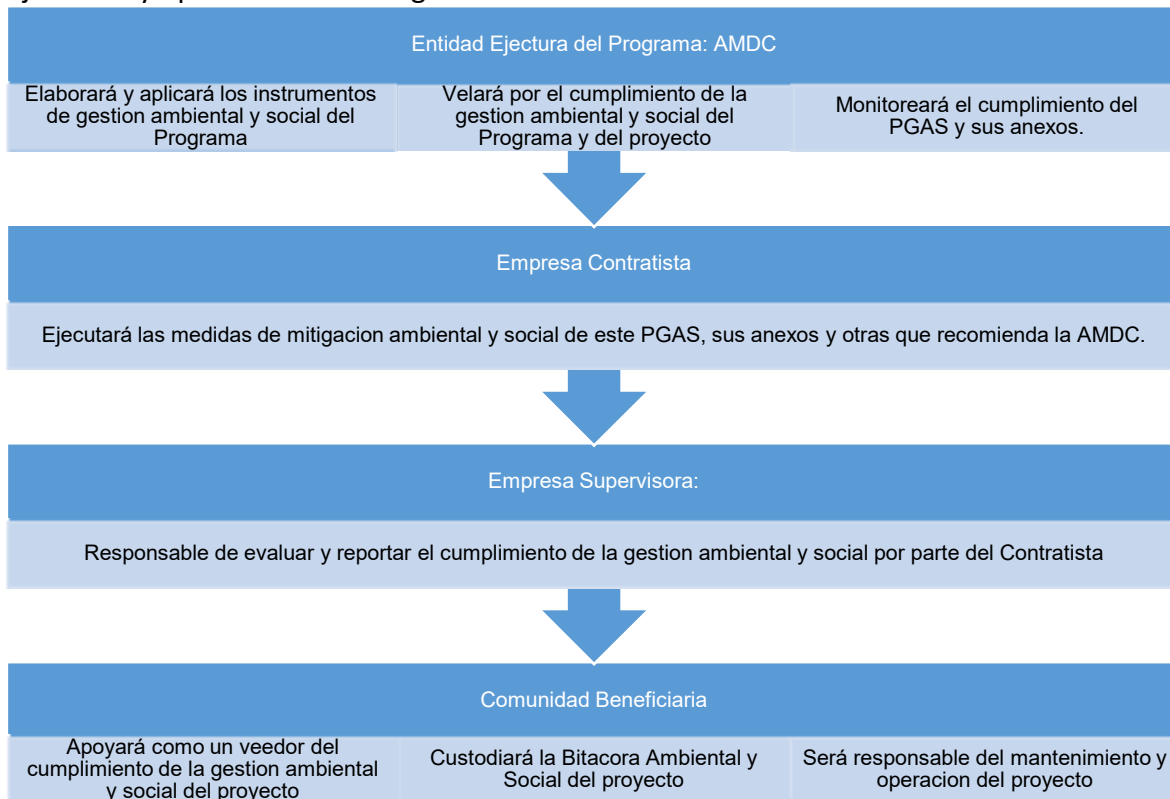 Entidad Ejectura del Programa: AMDC
Elaborará y aplicará los instrumentos
de gestion ambiental y social del
Programa
Velará por el cumplimiento de la
gestion ambiental y social del
Programa y del proyecto
Monitoreará el cumplimiento del
PGAS y sus anexos.
Empresa Contratista
Ejecutará las medidas de mitigacion ambiental y social de este PGAS, sus anexos y otras que recomienda la AMDC.
Empresa Supervisora:
Responsable de evaluar y reportar el cumplimiento de la gestion ambiental y social por parte del Contratista
Comunidad Beneficiaria
Apoyará como un veedor del
cumplimiento de la gestion ambiental
y social del proyecto
Custodiará la Bitacora Ambiental y
Social del proyecto
Será responsable del mantenimiento y
operacion del proyecto